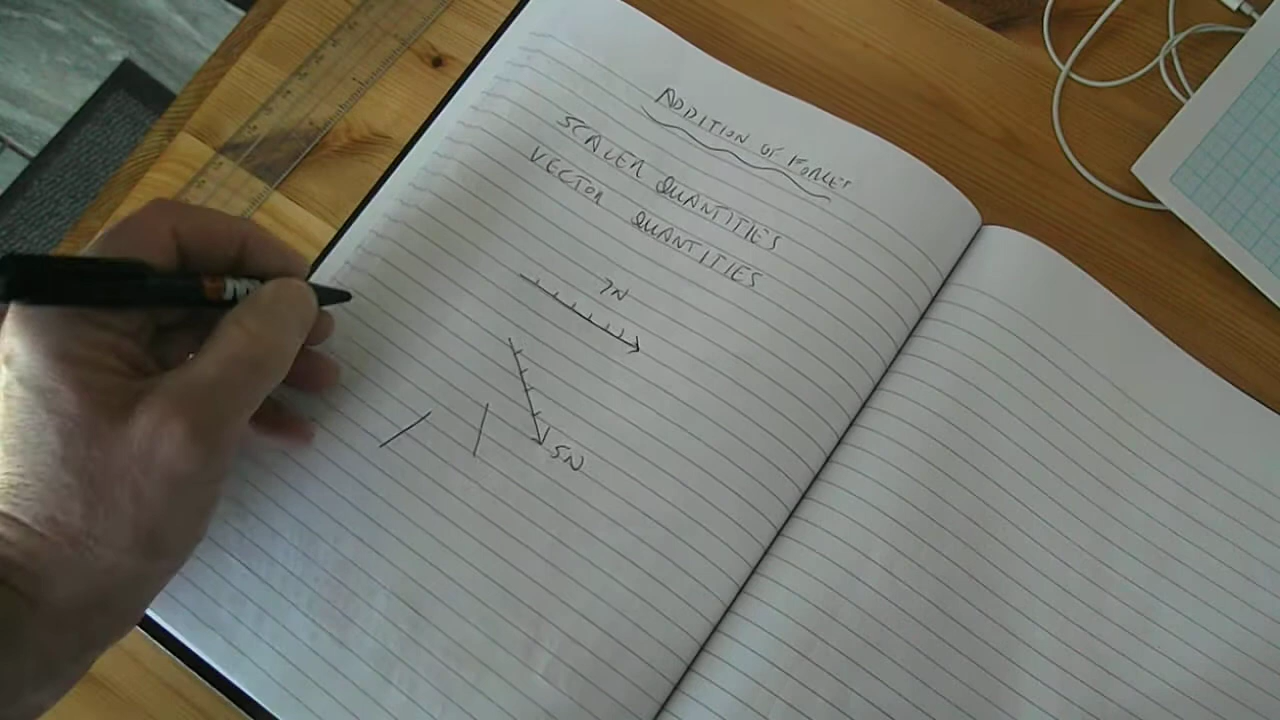 ADDITION OF FORCES
SCALER QUANTITIES
VECTOR QUANTITIES
7N
5N